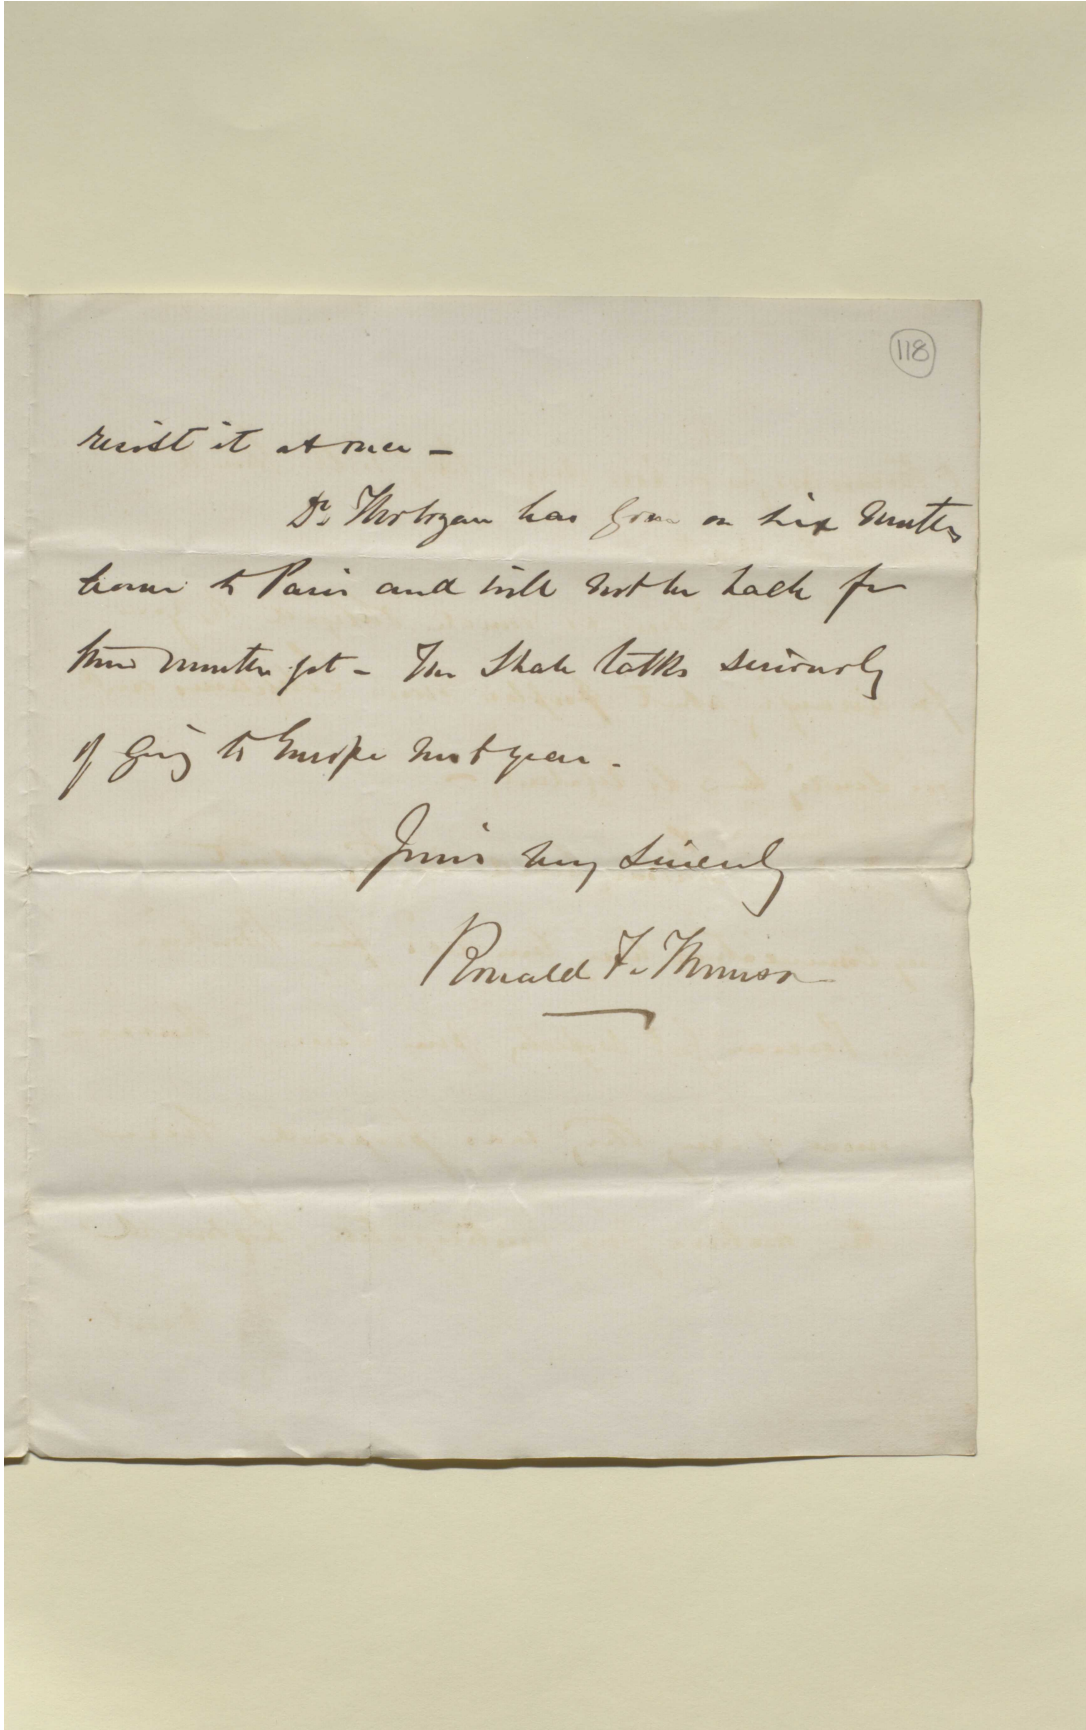 118
resist it at once –
Dr. Tholozan has gone on six months
leave to Paris and will not be back for
three months yet – The Shah talks seriously
of going to Europe next year.
Yours very sincerely
Ronald F. Thomson